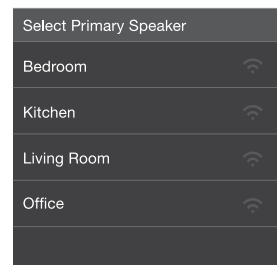 Select Primary Speaker
Bedroom
Kitchen
Living Room
Office